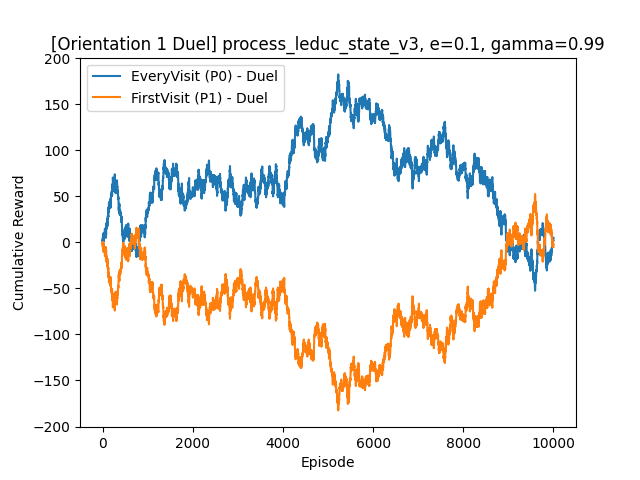 [Orientation 1 Duel] process_leduc_state_v3, e=0.1, gamma=0.99
EveryVisit (P0) - Duel
FirstVisit (P1) - Duel
200
150
100
50
0
−50
−100
−150
−200
Cumulative Reward
0 2000 4000 6000 8000 10000
Episode